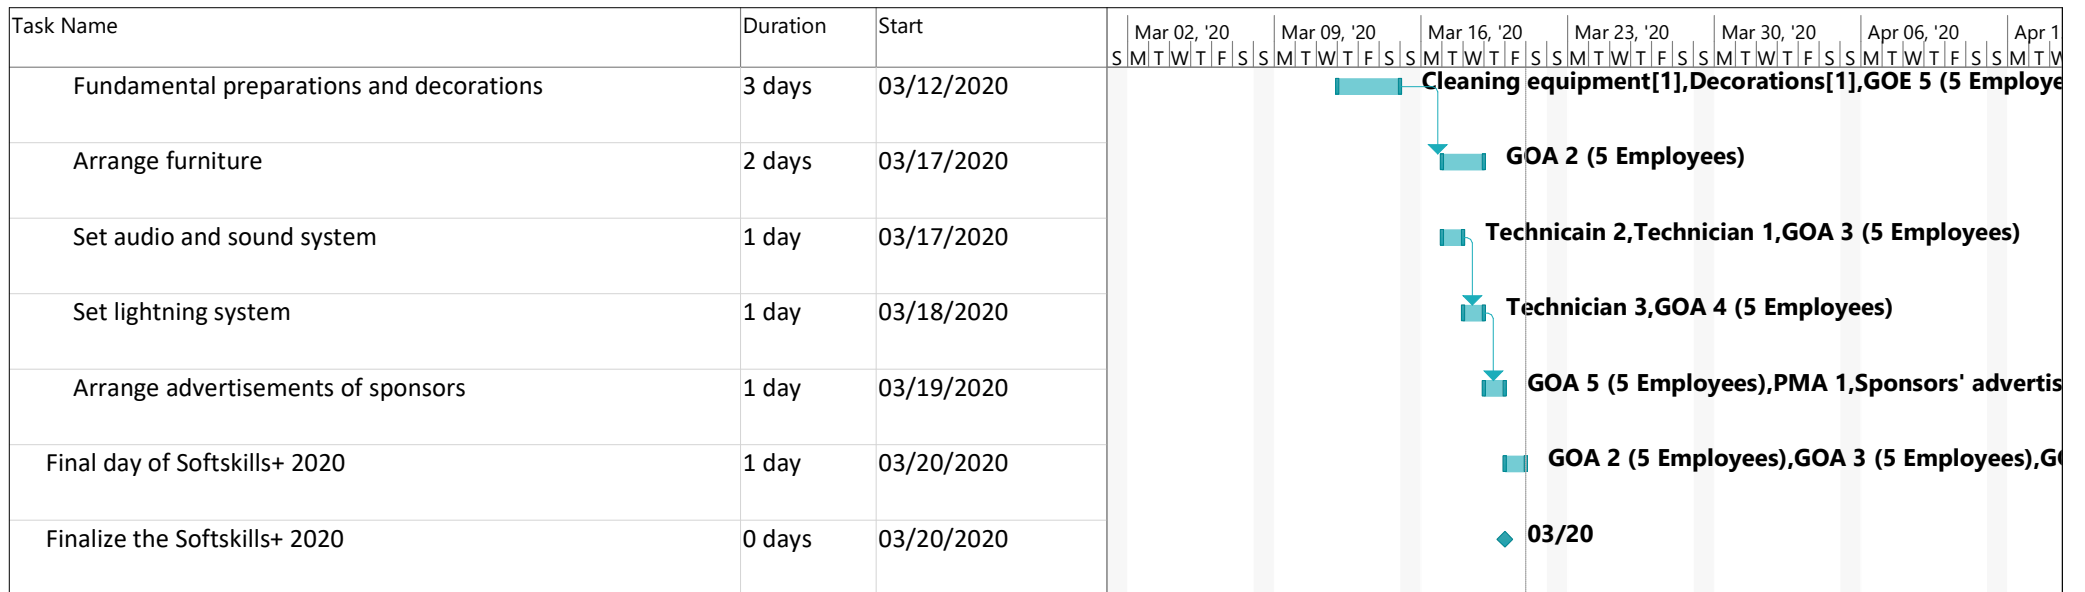 Task Name Duration Start
Mar 02, '20 Mar 09, '20 Mar 16, '20 Mar 23, '20 Mar 30, '20 Apr 06, '20 Apr 1
S M T W T F S S M T W T F S S M T W T F S S M T W T F S S M T W T F S S M T W T F S S M T W
Fundamental preparations and decorations 3 days 03/12/2020 Cleaning equipment[1],Decorations[1],GOE 5 (5 Employe
Arrange furniture 2 days 03/17/2020 GOA 2 (5 Employees)
Set audio and sound system 1 day 03/17/2020 Technicain 2,Technician 1,GOA 3 (5 Employees)
Set lightning system 1 day 03/18/2020 Technician 3,GOA 4 (5 Employees)
Arrange advertisements of sponsors 1 day 03/19/2020 GOA 5 (5 Employees),PMA 1,Sponsors' advertis
Final day of Softskills+ 2020 1 day 03/20/2020 GOA 2 (5 Employees),GOA 3 (5 Employees),GO
Finalize the Softskills+ 2020 0 days 03/20/2020 03/20